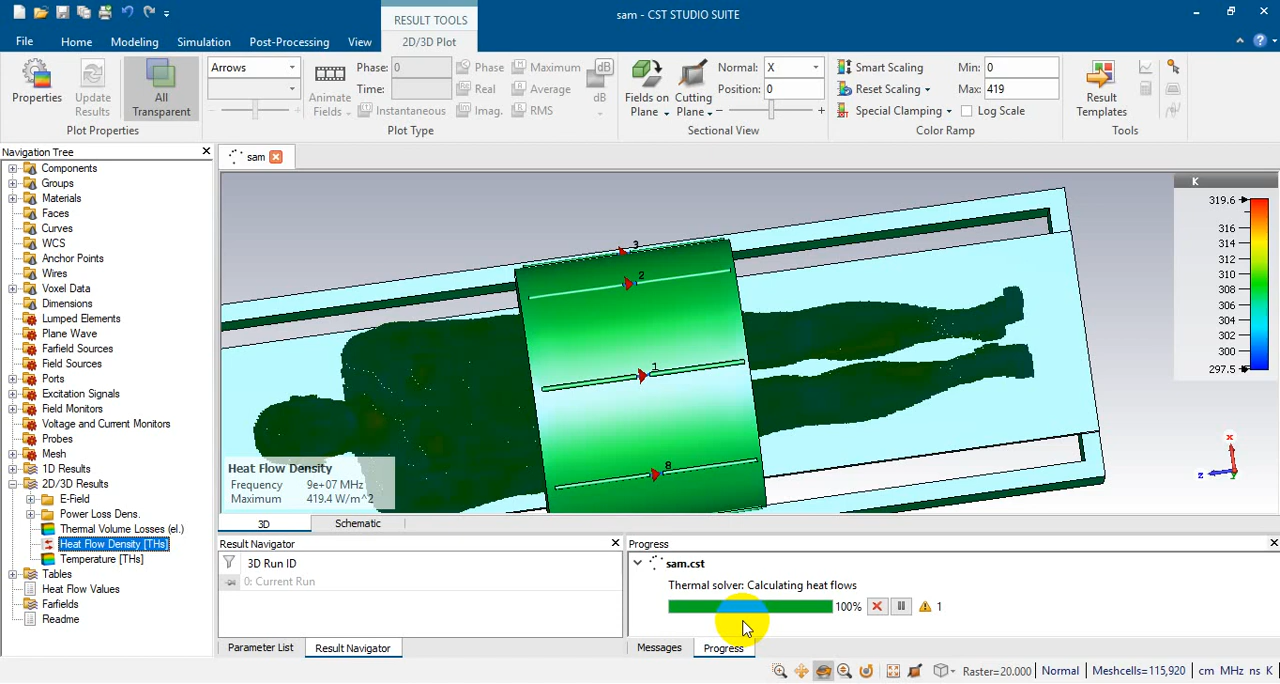 sam - CST STUDIO SUITE
RESULT TOOLS
File Home Modeling Simulation Post-Processing View 2D/3D Plot
Properties
Update Results
All Transparent
Plot Properties
Arrows
Animate Fields
Phase: 0
Time:
Phase
Real
Instantaneous
Maximum
Average
Imag.
RMS
dB
dB
Plot Type
Fields on Plane
Cutting Plane
Normal: X
Position: 0
Sectional View
Smart Scaling
Reset Scaling
Special Clamping
Min: 0
Max: 419
Log Scale
Color Ramp
Result Templates
Tools
Navigation Tree
Components
Groups
Materials
Faces
Curves
WCS
Anchor Points
Wires
Voxel Data
Dimensions
Lumped Elements
Plane Wave
Farfield Sources
Field Sources
Ports
Excitation Signals
Field Monitors
Voltage and Current Monitors
Probes
Mesh
1D Results
2D/3D Results
E-Field
Power Loss Dens.
Thermal Volume Losses (el.)
Heat Flow Density [THs]
Temperature [THs]
Tables
Heat Flow Values
Farfields
Readme
sam
3
2
1
8
K
319.6
316
314
312
310
308
306
304
302
300
297.5
x
z
y
Heat Flow Density
Frequency 9e+07 MHz
Maximum 419.4 W/m^2
3D Schematic
Result Navigator
3D Run ID
0: Current Run
Parameter List Result Navigator
Progress
sam.cst
Thermal solver: Calculating heat flows
100% 1
Messages Progress
Raster=20.000 Normal Meshcells=115,920 cm MHz ns K